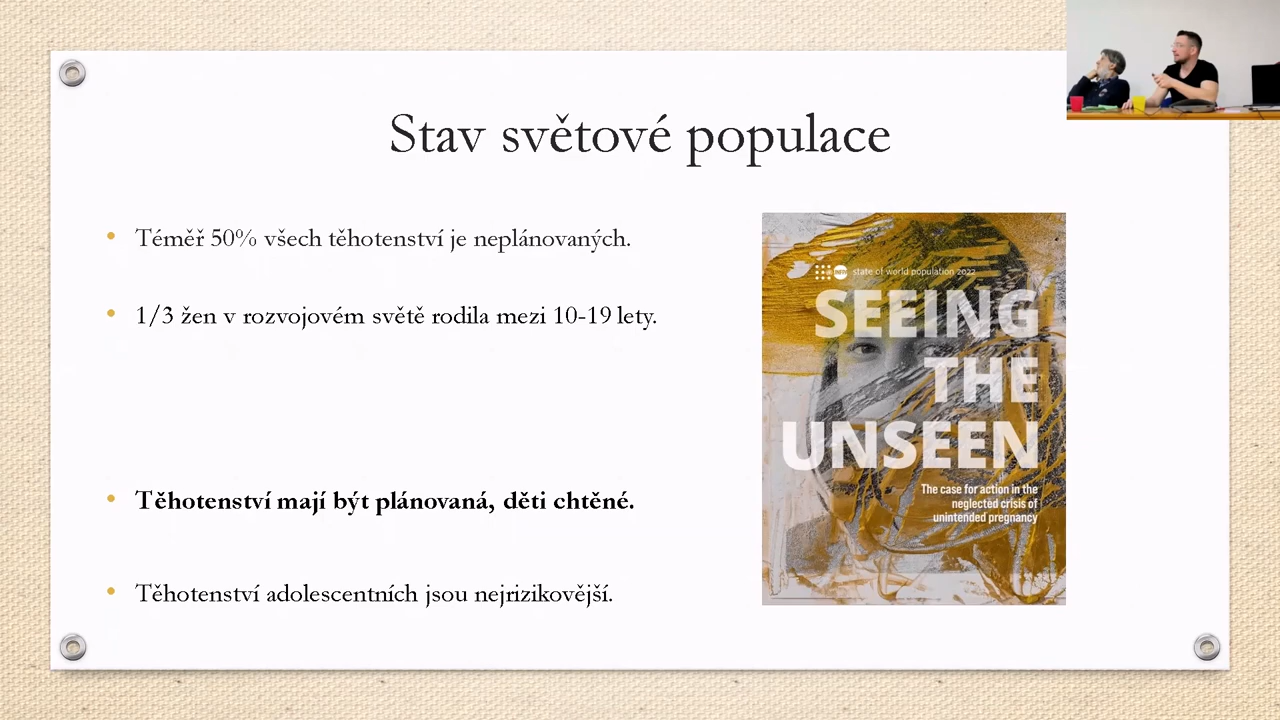 Stav světové populace
Téměř 50% všech těhotenství je neplánovaných.
1/3 žen v rozvojovém světě rodila mezi 10-19 lety.
Těhotenství mají být plánovaná, děti chtěné.
Těhotenství adolescentních jsou nejrizikovější.
state of world population 2022
SEEING
THE
UNSEEN
The case for action in the
neglected crisis of
unintended pregnancy